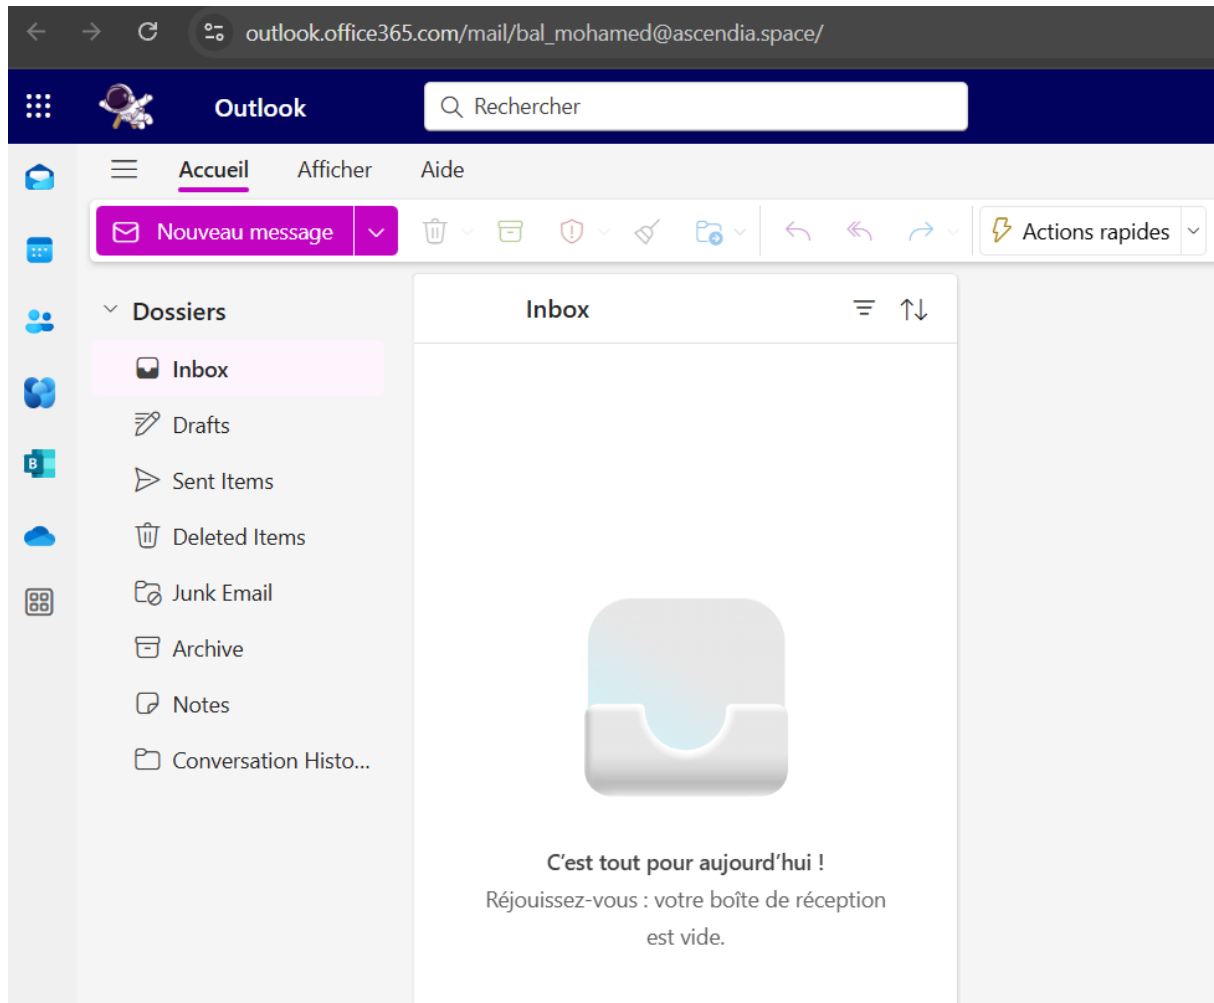 outlook.office365.com/mail/bal_mohamed@ascendia.space/
Outlook
Rechercher
Accueil Afficher Aide
Nouveau message
Actions rapides
Dossiers
Inbox
Drafts
Sent Items
Deleted Items
Junk Email
Archive
Notes
Conversation Histo...
Inbox
C'est tout pour aujourd'hui !
Réjouissez-vous : votre boîte de réception
est vide.
B